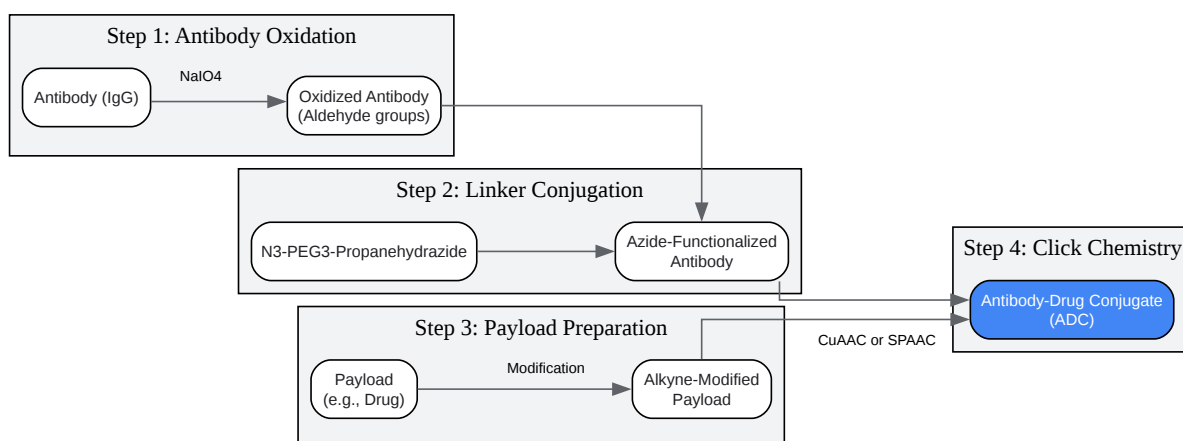 Step 1: Antibody Oxidation
NaIO4
Antibody (IgG)
Oxidized Antibody
(Aldehyde groups)
Step 2: Linker Conjugation
N3-PEG3-Propanehydrazide
Azide-Functionalized
Antibody
Step 3: Payload Preparation
Payload
(e.g., Drug)
Modification
Alkyne-Modified
Payload
Step 4: Click Chemistry
Antibody-Drug Conjugate
(ADC)
CuAAC or SPAAC